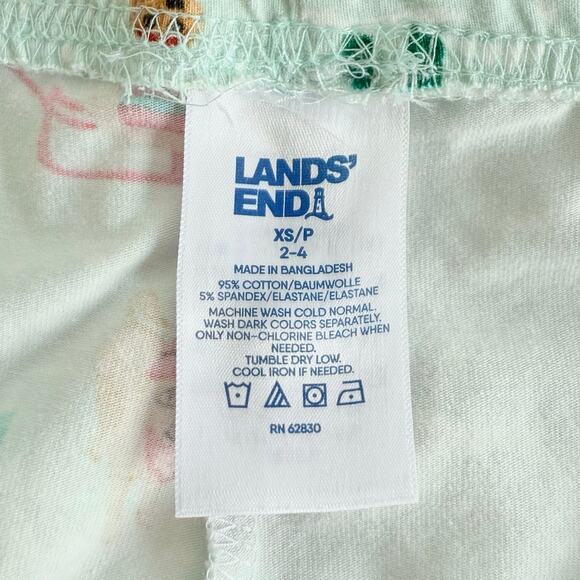 LANDS'
END
XS/P
2-4
MADE IN BANGLADESH
95% COTTON/BAUMWOLLE
5% SPANDEX/ELASTANE/ELASTANE
MACHINE WASH COLD NORMAL.
WASH DARK COLORS SEPARATELY.
ONLY NON-CHLORINE BLEACH WHEN
NEEDED.
TUMBLE DRY LOW.
COOL IRON IF NEEDED.
RN 62830